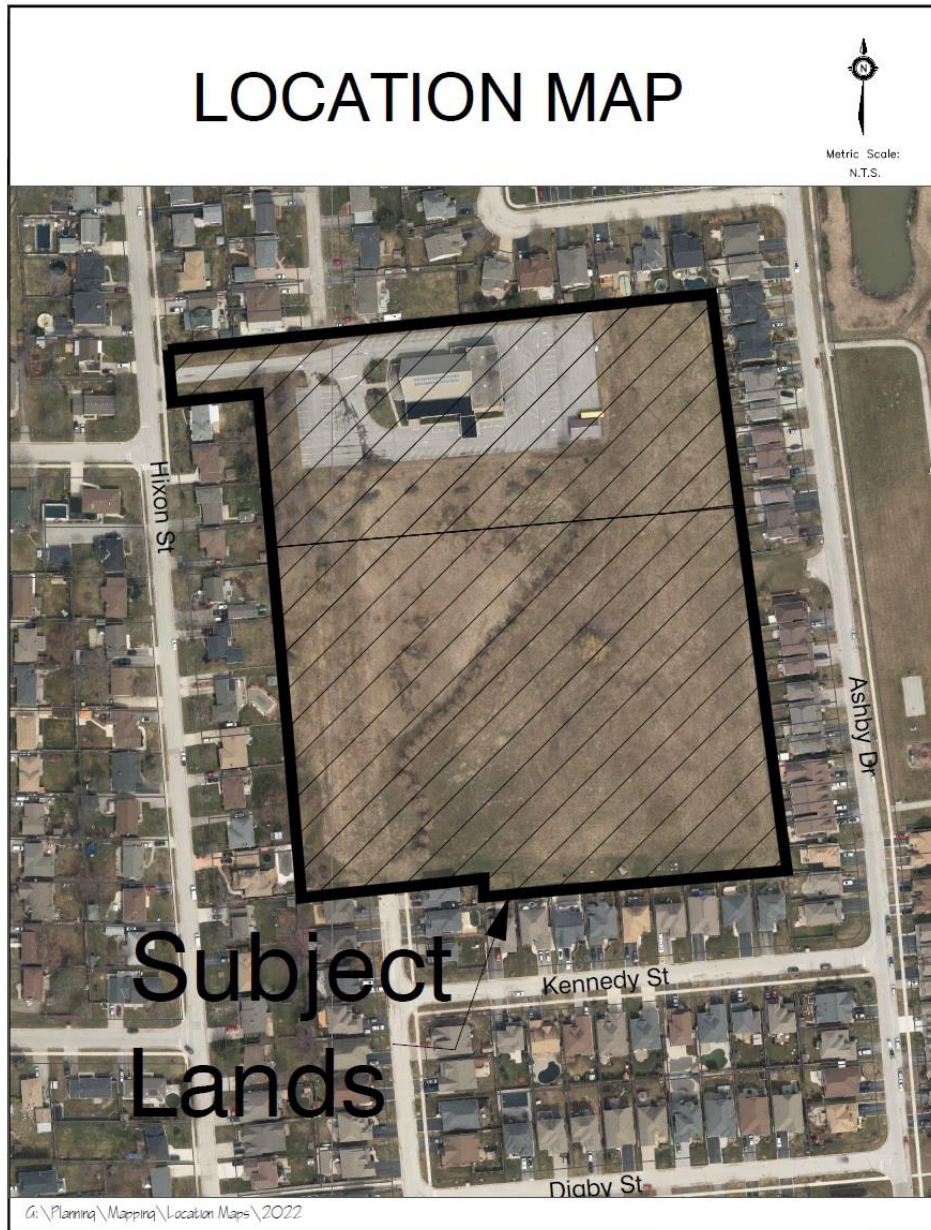 LOCATION MAP
N
Metric Scale:
N.T.S.
Hixon St
Ashby Dr
Subject
Lands
Kennedy St
Digby St
G:\Planning\Mapping\Location Maps\2022